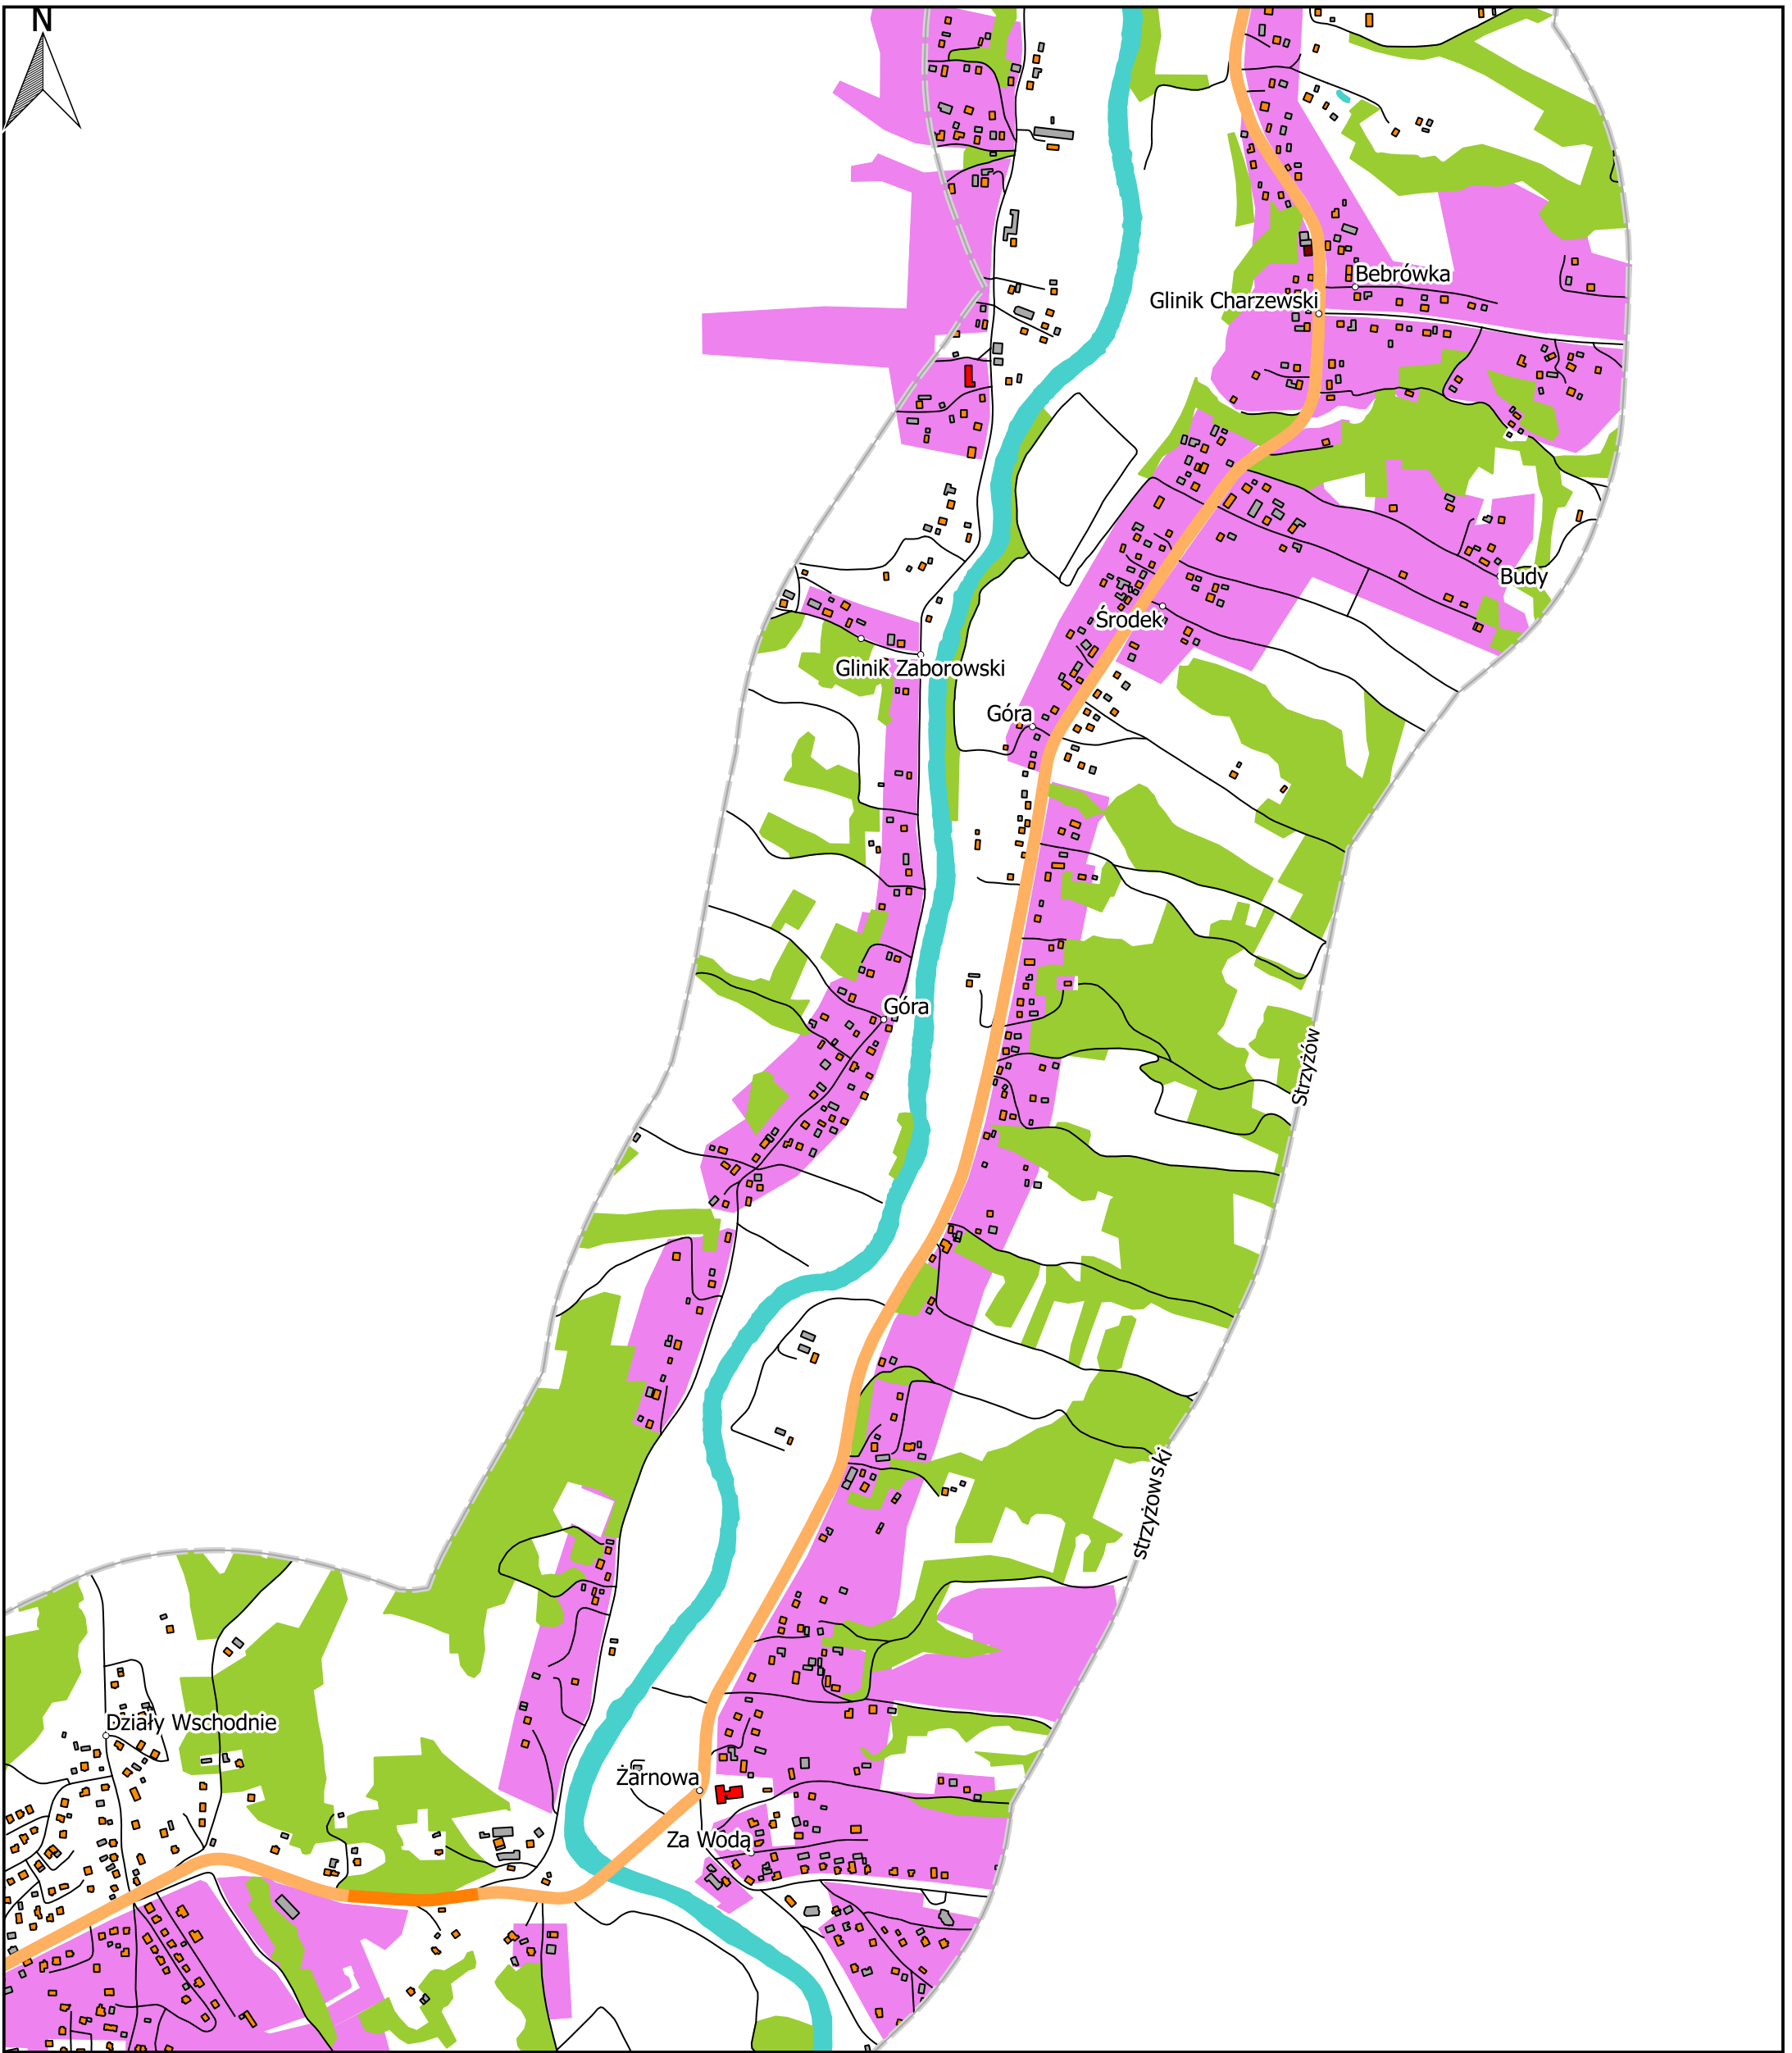 N
Bebrówka
Glinik Charzewski
Budy
Środek
Glinik Zaborowski
Góra
Góra
Strzyżów
strzyżowski
Działy Wschodnie
Żarnowa
Za Wodą